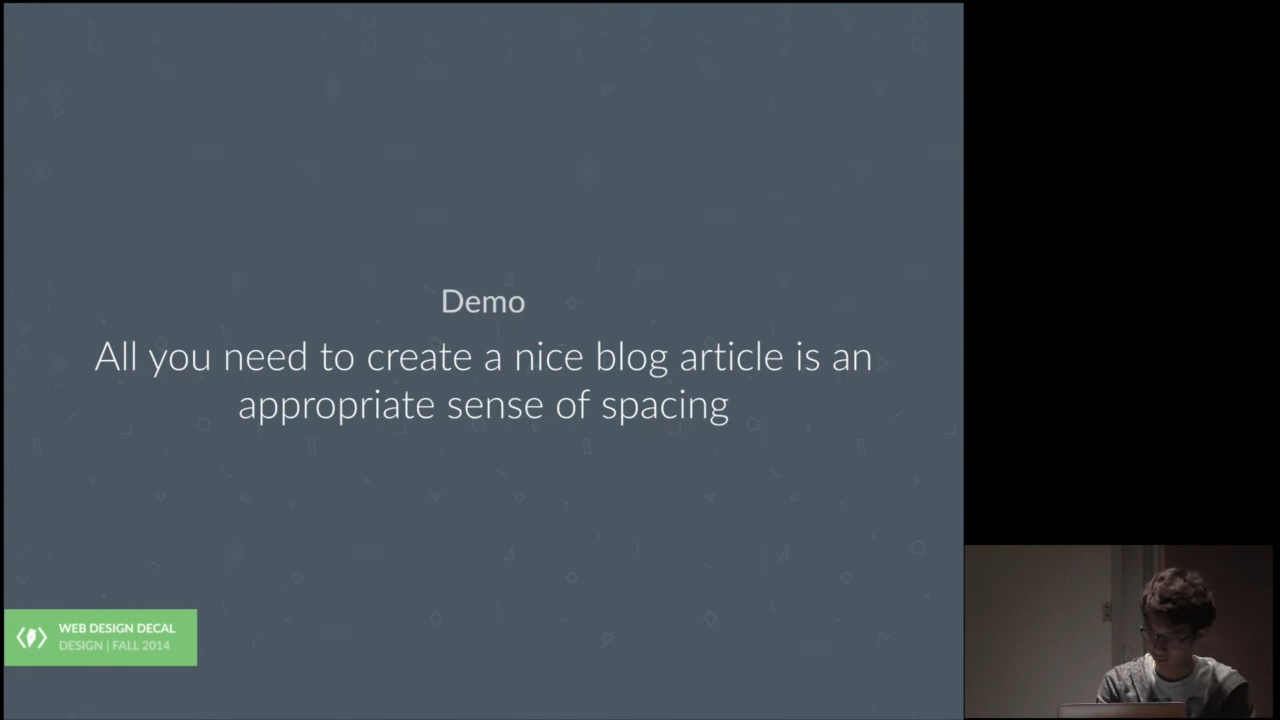 Demo
All you need to create a nice blog article is an
appropriate sense of spacing
WEB DESIGN DECAL
DESIGN | FALL 2014